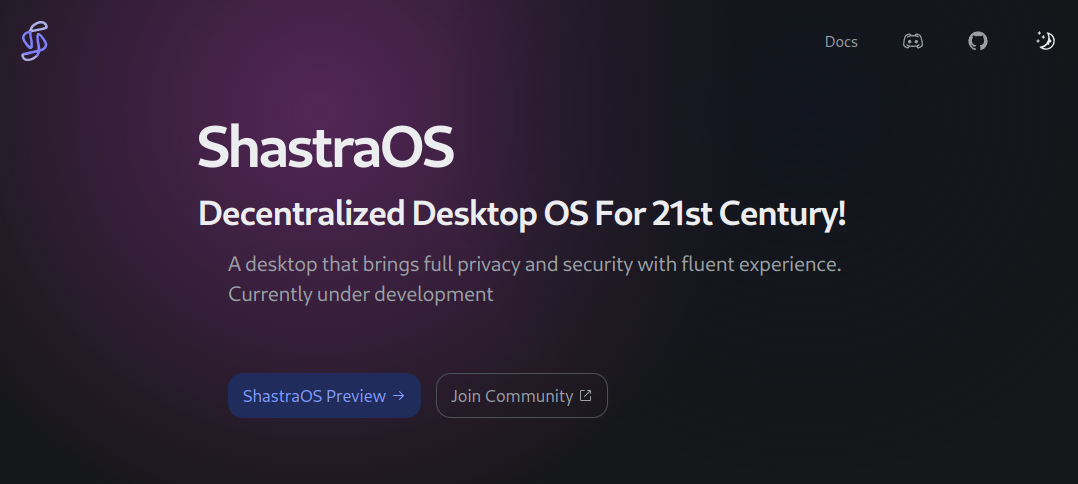 Docs
ShastraOS
Decentralized Desktop OS For 21st Century!
A desktop that brings full privacy and security with fluent experience.
Currently under development
ShastraOS Preview →
Join Community